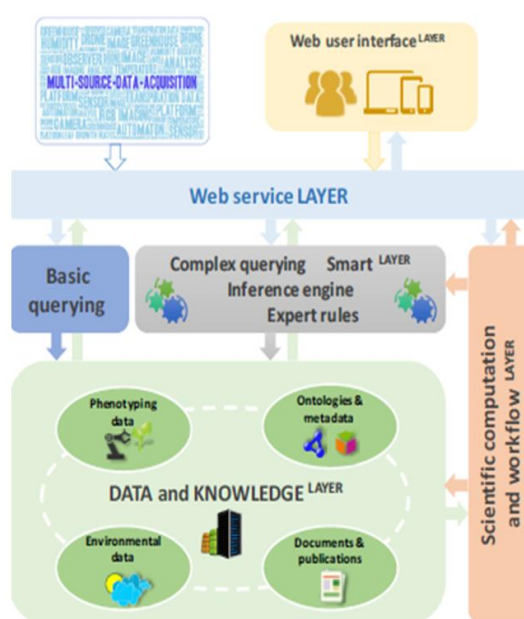 MULTI-SOURCE-DATA-ACQUISITION
Web user interface LAYER
Web service LAYER
Basic
querying
Complex querying Smart LAYER
Inference engine
Expert rules
Phenotyping
data
Ontologies &
metadata
DATA and KNOWLEDGE LAYER
Environmental
data
Documents &
publications
Scientific computation
and workflow LAYER